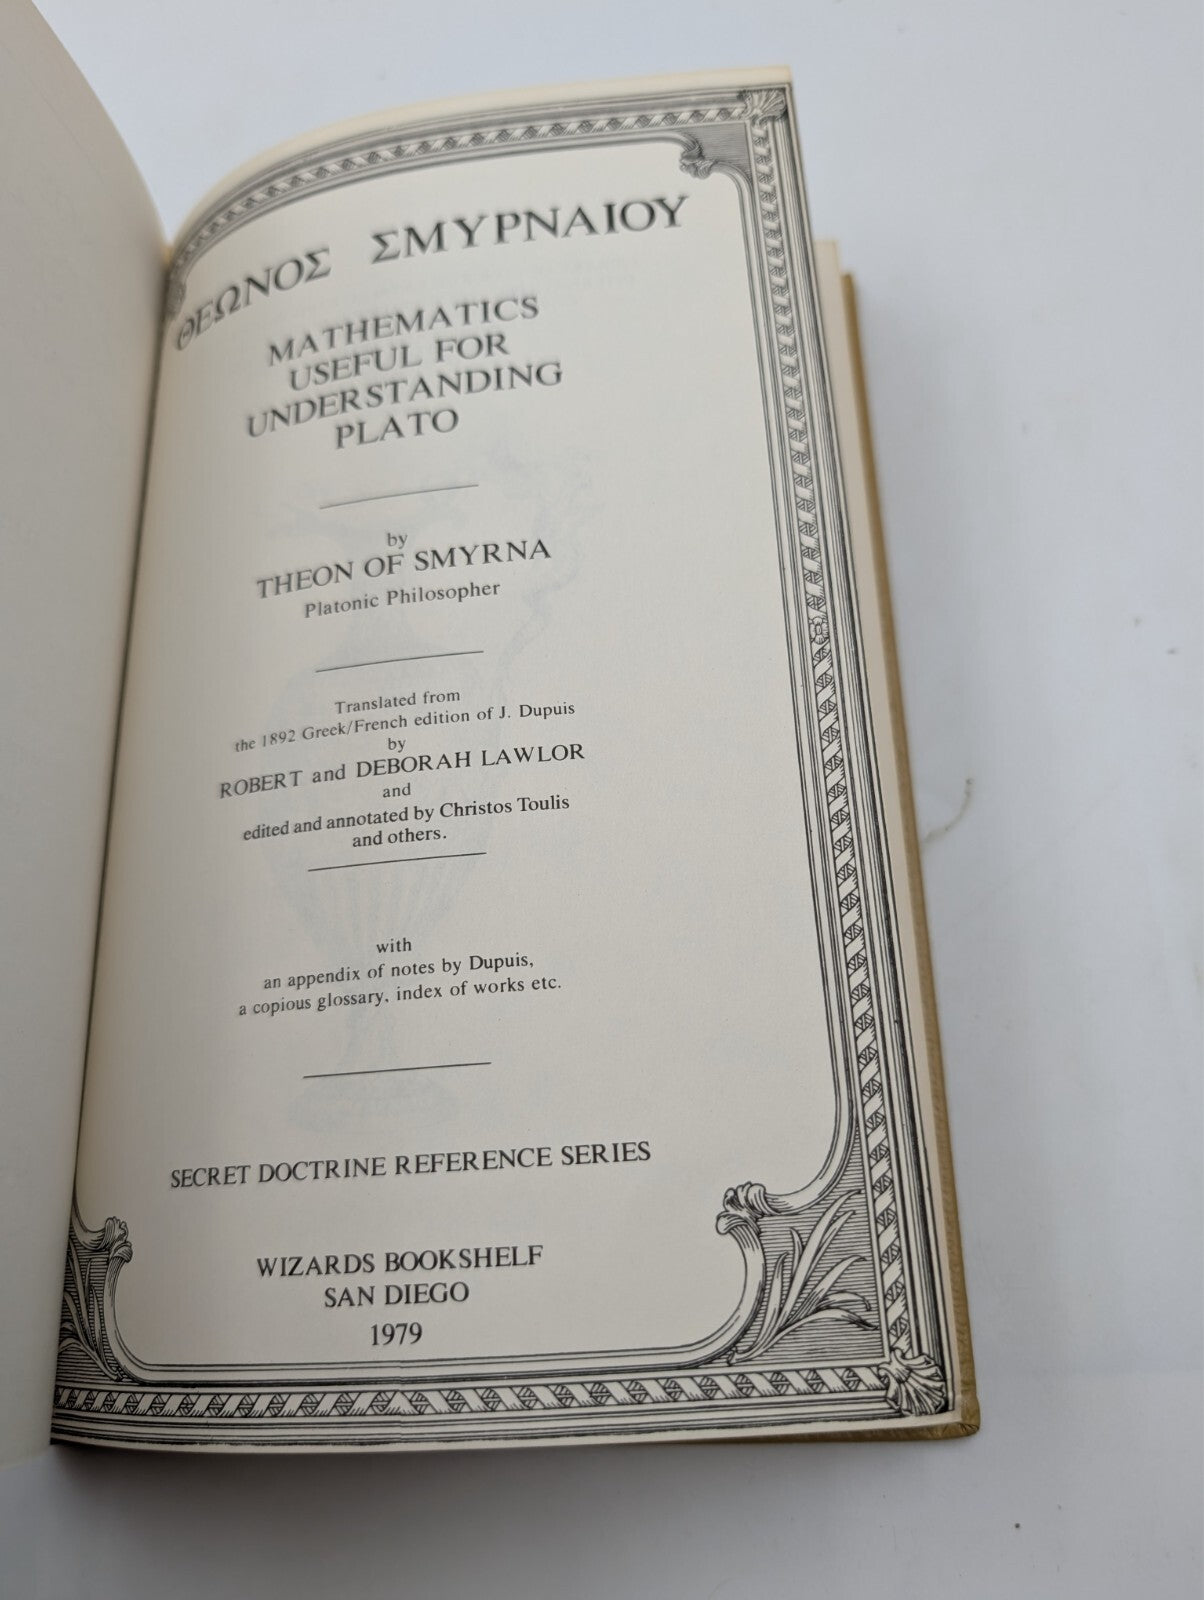 ΘΕΩΝΟΣ ΣΜΥΡΝΑΙΟΥ
MATHEMATICS
USEFUL FOR
UNDERSTANDING
PLATO
by
THEON OF SMYRNA
Platonic Philosopher
Translated from
the 1892 Greek/French edition of J. Dupuis
by
ROBERT and DEBORAH LAWLOR
and
edited and annotated by Christos Toulis
and others.
with
an appendix of notes by Dupuis,
a copious glossary, index of works etc.
SECRET DOCTRINE REFERENCE SERIES
WIZARDS BOOKSHELF
SAN DIEGO
1979